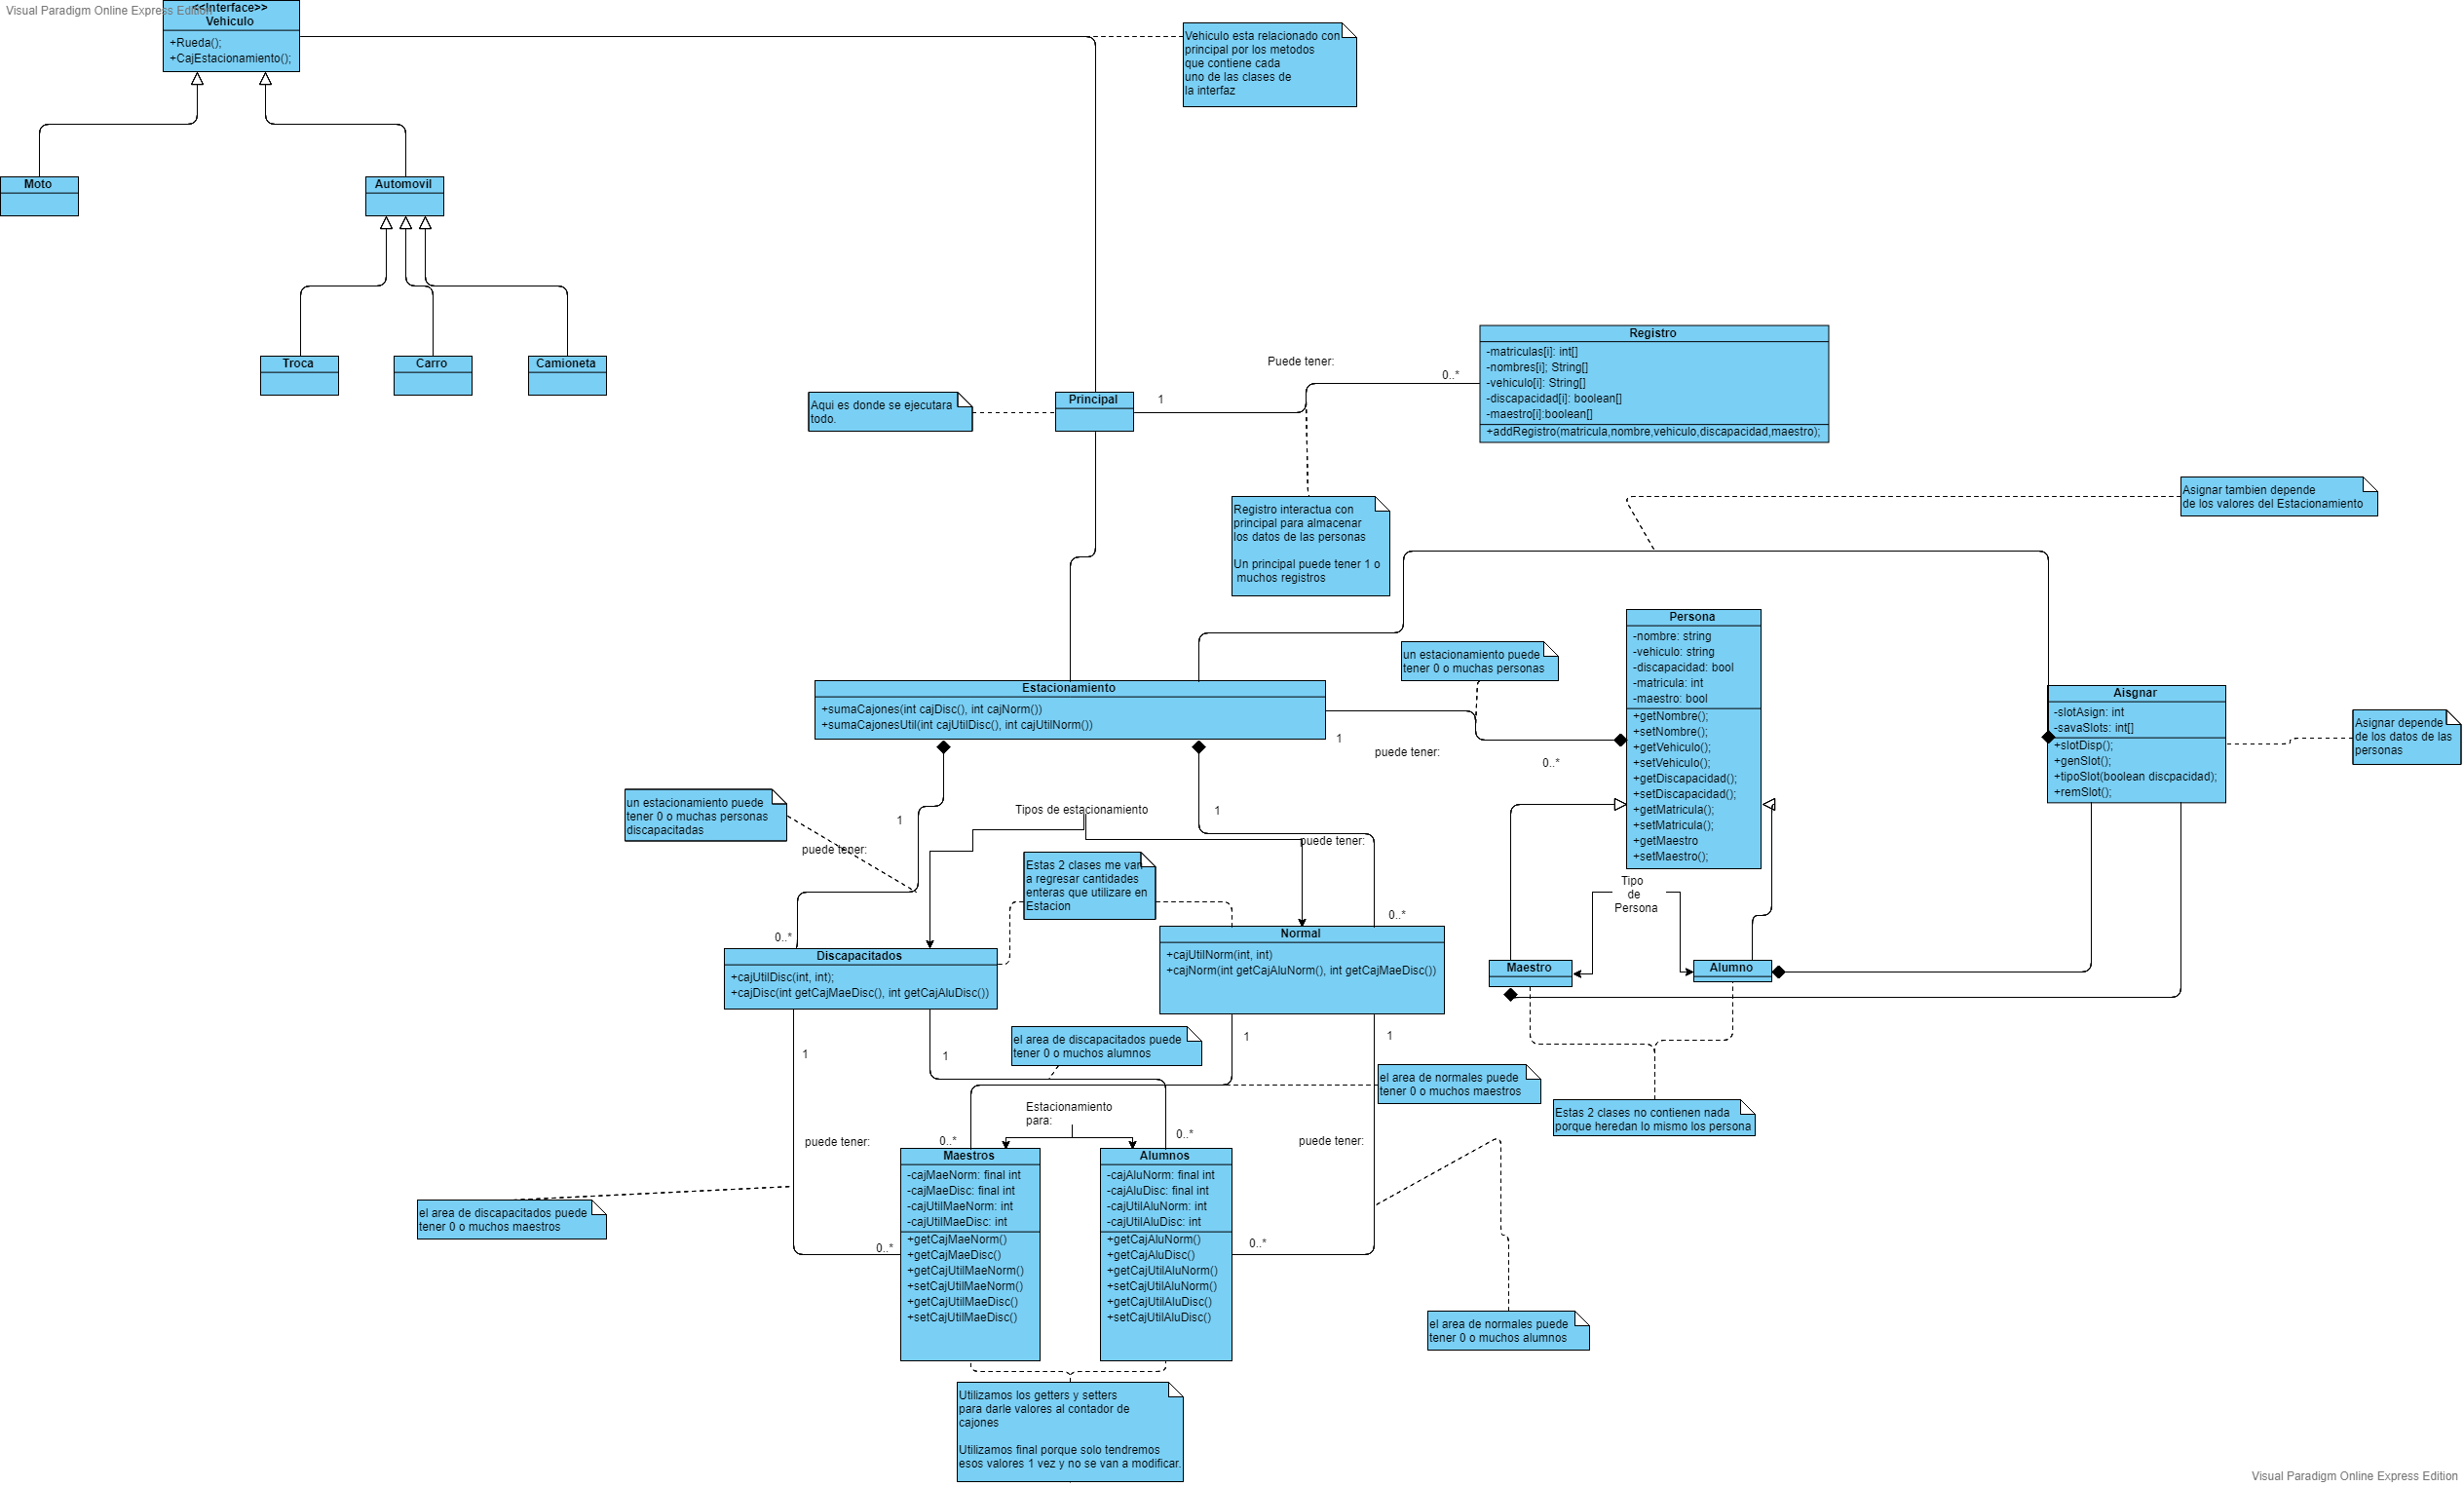 Visual Paradigm Online Express Edition
<<Interface>>
Vehiculo
+Rueda();
+CajEstacionamiento();
Vehiculo esta relacionado con
principal por los metodos
que contiene cada
uno de las clases de
la interfaz
Moto
Automovil
Troca
Carro
Camioneta
Aqui es donde se ejecutara
todo.
Principal
1
Puede tener:
0..*
Registro
-matriculas[i]: int[]
-nombres[i]; String[]
-vehiculo[i]: String[]
-discapacidad[i]: boolean[]
-maestro[i]:boolean[]
+addRegistro(matricula,nombre,vehiculo,discapacidad,maestro);
Registro interactua con
principal para almacenar
los datos de las personas
Un principal puede tener 1 o
muchos registros
Asignar tambien depende
de los valores del Estacionamiento
Estacionamiento
+sumaCajones(int cajDisc(), int cajNorm())
+sumaCajonesUtil(int cajUtilDisc(), int cajUtilNorm())
un estacionamiento puede
tener 0 o muchas personas
1
puede tener:
0..*
Persona
-nombre: string
-vehiculo: string
-discapacidad: bool
-matricula: int
-maestro: bool
+getNombre();
+setNombre();
+getVehiculo();
+setVehiculo();
+getDiscapacidad();
+setDiscapacidad();
+getMatricula();
+setMatricula();
+getMaestro
+setMaestro();
Aisgnar
-slotAsign: int
-savaSlots: int[]
+slotDisp();
+genSlot();
+tipoSlot(boolean discpacidad);
+remSlot();
Asignar depende
de los datos de las
personas
un estacionamiento puede
tener 0 o muchas personas
discapacitadas
1
puede tener:
0..*
Tipos de estacionamiento
1
puede tener:
0..*
Estas 2 clases me van
a regresar cantidades
enteras que utilizare en
Estacion
Discapacitados
+cajUtilDisc(int, int);
+cajDisc(int getCajMaeDisc(), int getCajAluDisc())
Normal
+cajUtilNorm(int, int)
+cajNorm(int getCajAluNorm(), int getCajMaeDisc())
Tipo
de
Persona
Maestro
Alumno
Estas 2 clases no contienen nada
porque heredan lo mismo los persona
1
1
el area de discapacitados puede
tener 0 o muchos alumnos
1
1
el area de normales puede
tener 0 o muchos maestros
Estacionamiento
para:
puede tener:
0..*
0..*
puede tener:
el area de discapacitados puede
tener 0 o muchos maestros
0..*
Maestros
-cajMaeNorm: final int
-cajMaeDisc: final int
-cajUtilMaeNorm: int
-cajUtilMaeDisc: int
+getCajMaeNorm()
+getCajMaeDisc()
+getCajUtilMaeNorm()
+setCajUtilMaeNorm()
+getCajUtilMaeDisc()
+setCajUtilMaeDisc()
Alumnos
-cajAluNorm: final int
-cajAluDisc: final int
-cajUtilAluNorm: int
-cajUtilAluDisc: int
+getCajAluNorm()
+getCajAluDisc()
+getCajUtilAluNorm()
+setCajUtilAluNorm()
+getCajUtilAluDisc()
+setCajUtilAluDisc()
0..*
el area de normales puede
tener 0 o muchos alumnos
Utilizamos los getters y setters
para darle valores al contador de
cajones
Utilizamos final porque solo tendremos
esos valores 1 vez y no se van a modificar.
Visual Paradigm Online Express Edition